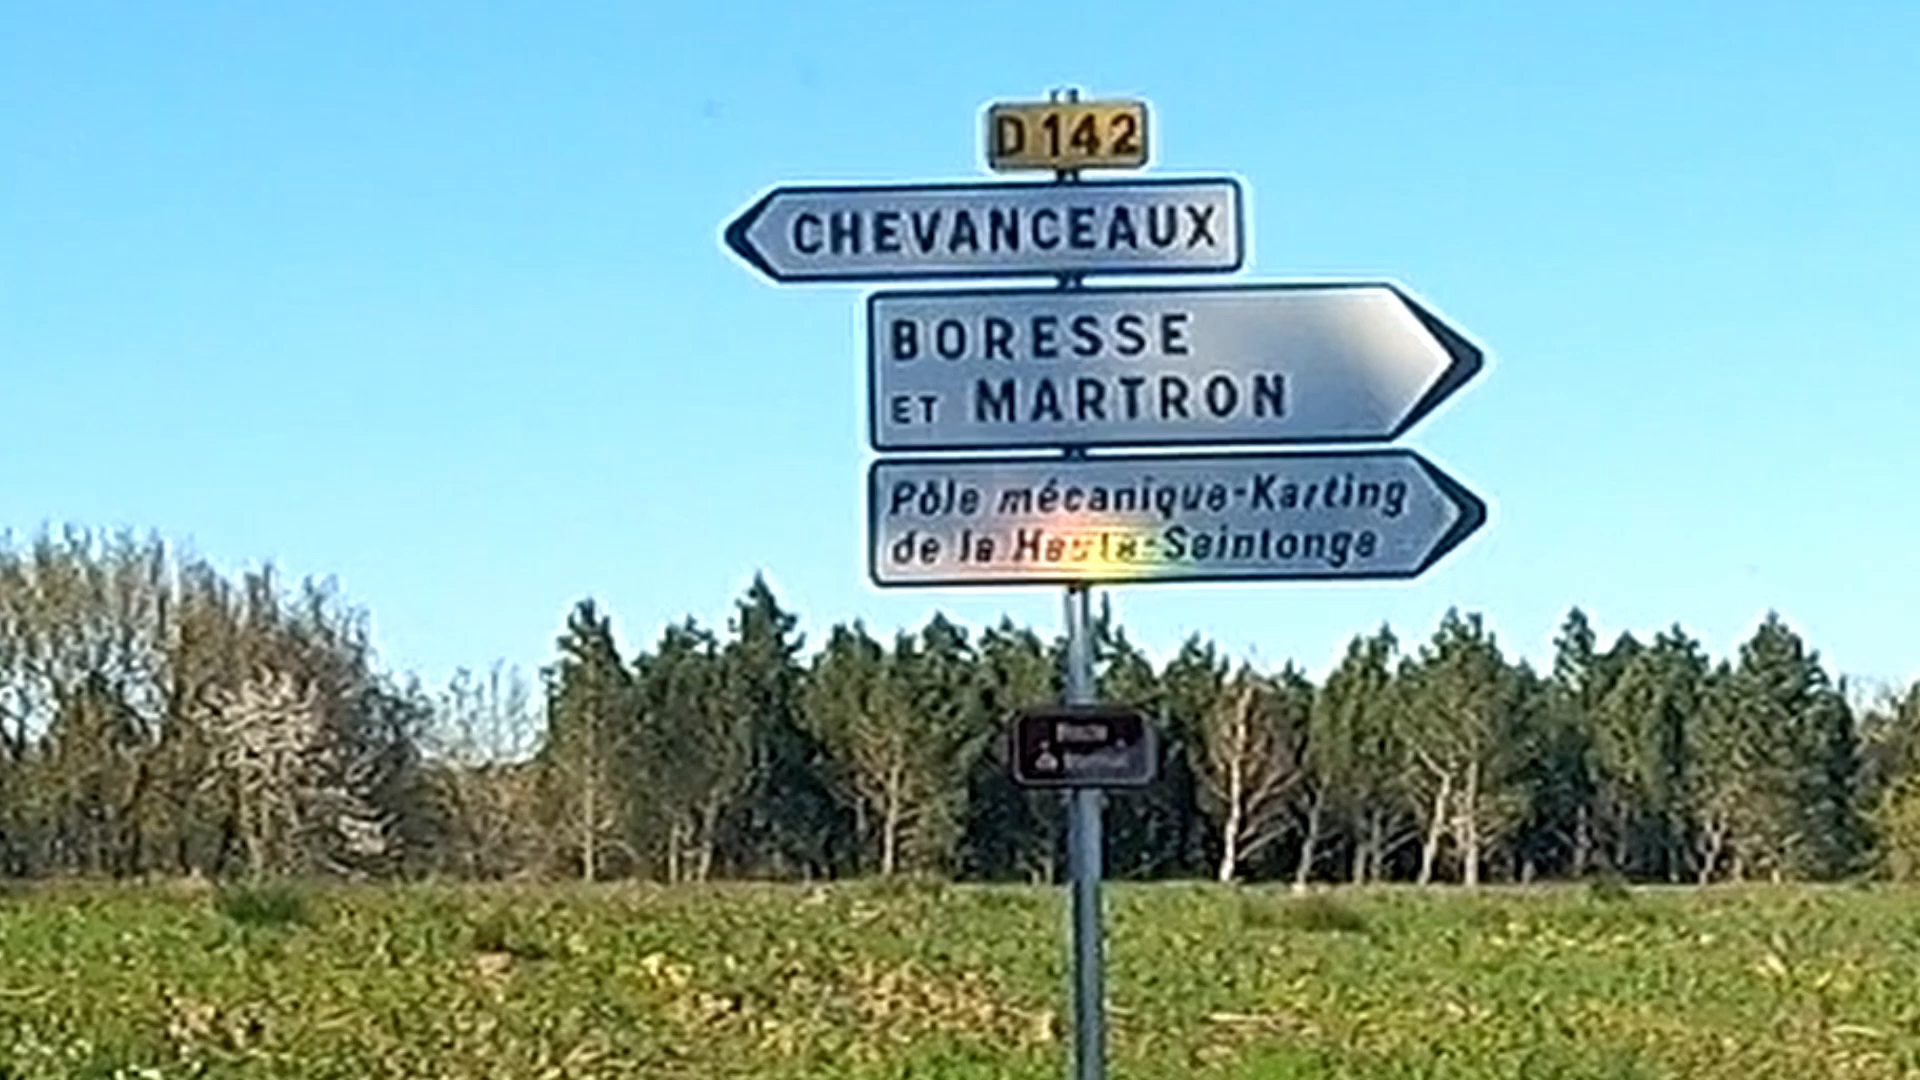 D 142
CHEVANCEAUX
BORESSE
ET MARTRON
Pôle mécanique-Karting
de la Haute-Saintonge